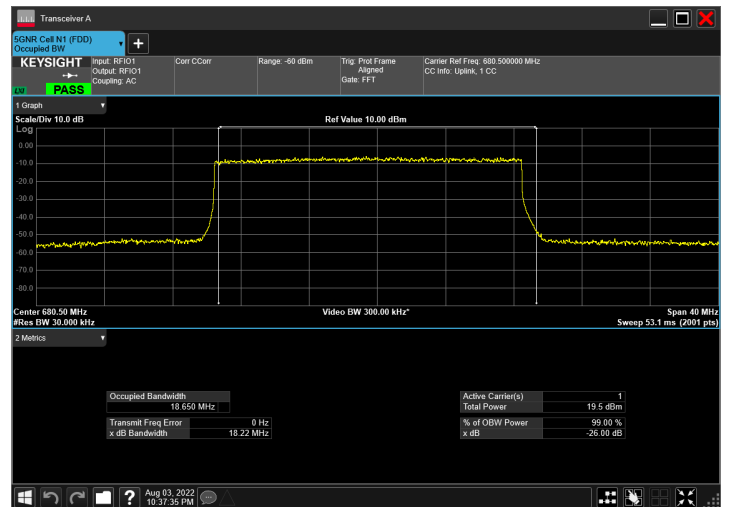 Transceiver A
5GNR Cell N1 (FDD)
Occupied BW
KEYSIGHT
LXI PASS
Input: RFIO1
Output: RFIO1
Coupling: AC
Corr CCorr
Range: -60 dBm
Trig: Prot Frame
Aligned
Gate: FFT
Carrier Ref Freq: 680.500000 MHz
CC Info: Uplink, 1 CC
1 Graph
Scale/Div 10.0 dB
Ref Value 10.00 dBm
Log
0.00
-10.0
-20.0
-30.0
-40.0
-50.0
-60.0
-70.0
-80.0
Center 680.50 MHz
Video BW 300.00 kHz*
Span 40 MHz
#Res BW 30.000 kHz
Sweep 53.1 ms (2001 pts)
2 Metrics
Occupied Bandwidth
18.650 MHz
Transmit Freq Error 0 Hz
x dB Bandwidth 18.22 MHz
Active Carrier(s) 1
Total Power 19.5 dBm
% of OBW Power 99.00 %
x dB -26.00 dB
Aug 03, 2022
10:37:35 PM